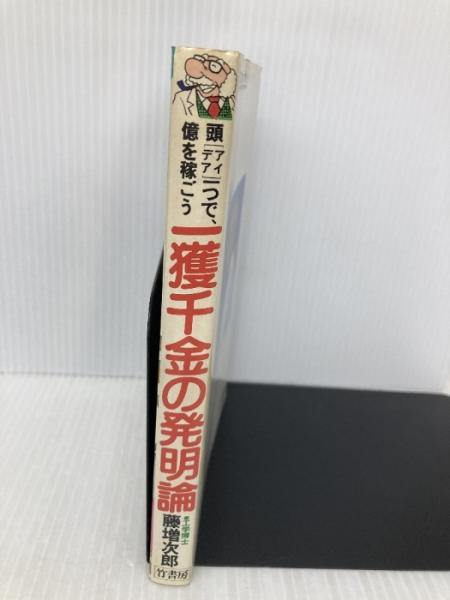 頭[アイデア]一つで、
億を稼ごう
一獲千金の発明論
藤増次郎
竹書房